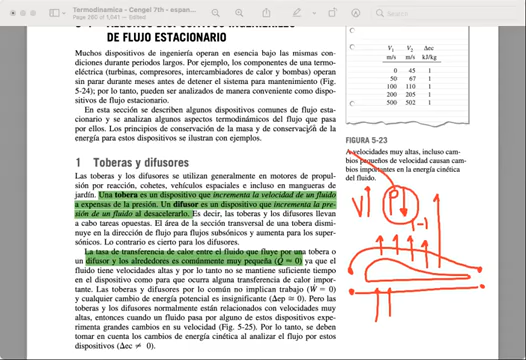 Termodinamica - Cengel 7th - espan
Page 260 of 1,041 — Edited
Search
DE FLUJO ESTACIONARIO
Muchos dispositivos de ingeniería operan en esencia bajo las mismas con-
diciones durante periodos largos. Por ejemplo, los componentes de una termo-
eléctrica (turbinas, compresores, intercambiadores de calor y bombas) operan
sin parar durante meses antes de detener el sistema para mantenimiento (Fig.
5-24); por lo tanto, pueden ser analizados de manera conveniente como dispo-
sitivos de flujo estacionario.
En esta sección se describen algunos dispositivos comunes de flujo esta-
cionario y se analizan algunos aspectos termodinámicos del flujo que pasa
por ellos. Los principios de conservación de la masa y de conservación de la
energía para estos dispositivos se ilustran con ejemplos.
1 Toberas y difusores
Las toberas y los difusores se utilizan generalmente en motores de propul-
sión por reacción, cohetes, vehículos espaciales e incluso en mangueras de
jardín. Una tobera es un dispositivo que incrementa la velocidad de un fluido
a expensas de la presión. Un difusor es un dispositivo que incrementa la pre-
sión de un fluido al desacelerarlo. Es decir, las toberas y los difusores llevan
a cabo tareas opuestas. El área de la sección transversal de una tobera dismi-
nuye en la dirección de flujo para flujos subsónicos y aumenta para los super-
sónicos. Lo contrario es cierto para los difusores.
La tasa de transferencia de calor entre el fluido que fluye por una tobera o
un difusor y los alrededores es comúnmente muy pequeña (Q̇ ≈ 0) ya que el
fluido tiene velocidades altas y por lo tanto no se mantiene suficiente tiempo
en el dispositivo como para que ocurra alguna transferencia de calor impor-
tante. Las toberas y difusores por lo común no implican trabajo (Ẇ = 0)
y cualquier cambio de energía potencial es insignificante (Δep ≅ 0). Pero las
toberas y los difusores normalmente están relacionados con velocidades muy
altas, entonces cuando un fluido pasa por alguno de estos dispositivos expe-
rimenta grandes cambios en su velocidad (Fig. 5-25). Por lo tanto, se deben
tomar en cuenta los cambios de energía cinética al analizar el flujo por estos
dispositivos (Δec ≠ 0).
V₁ V₂ Δec
m/s m/s kJ/kg
0 45 1
50 67 1
100 110 1
200 205 1
500 502 1
FIGURA 5-23
A velocidades muy altas, incluso cam-
bios pequeños de velocidad causan cam-
bios importantes en la energía cinética
del fluido.
V
P